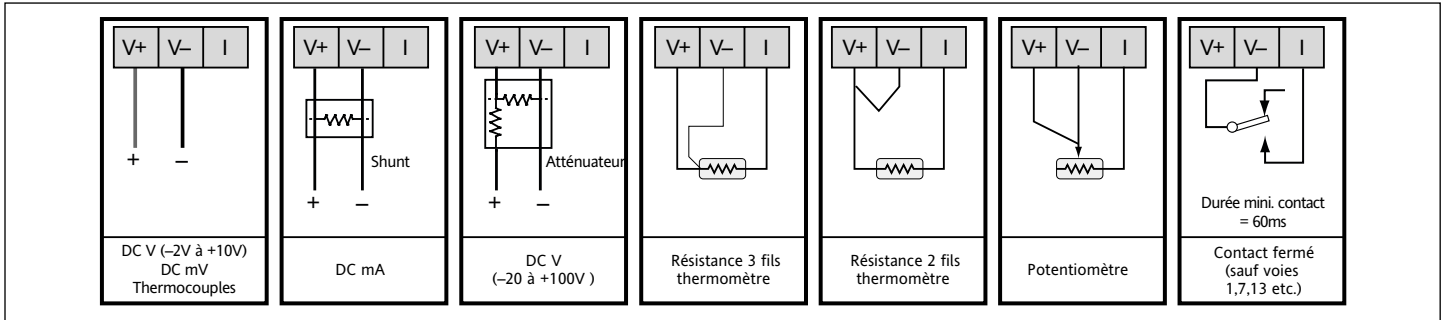 V+ V– I
+ –
DC V (–2V à +10V)
DC mV
Thermocouples
V+ V– I
Shunt
+ –
DC mA
V+ V– I
Atténuateur
+ –
DC V
(–20 à +100V )
V+ V– I
Résistance 3 fils
thermomètre
V+ V– I
Résistance 2 fils
thermomètre
V+ V– I
Potentiomètre
V+ V– I
Durée mini. contact
= 60ms
Contact fermé
(sauf voies
1,7,13 etc.)